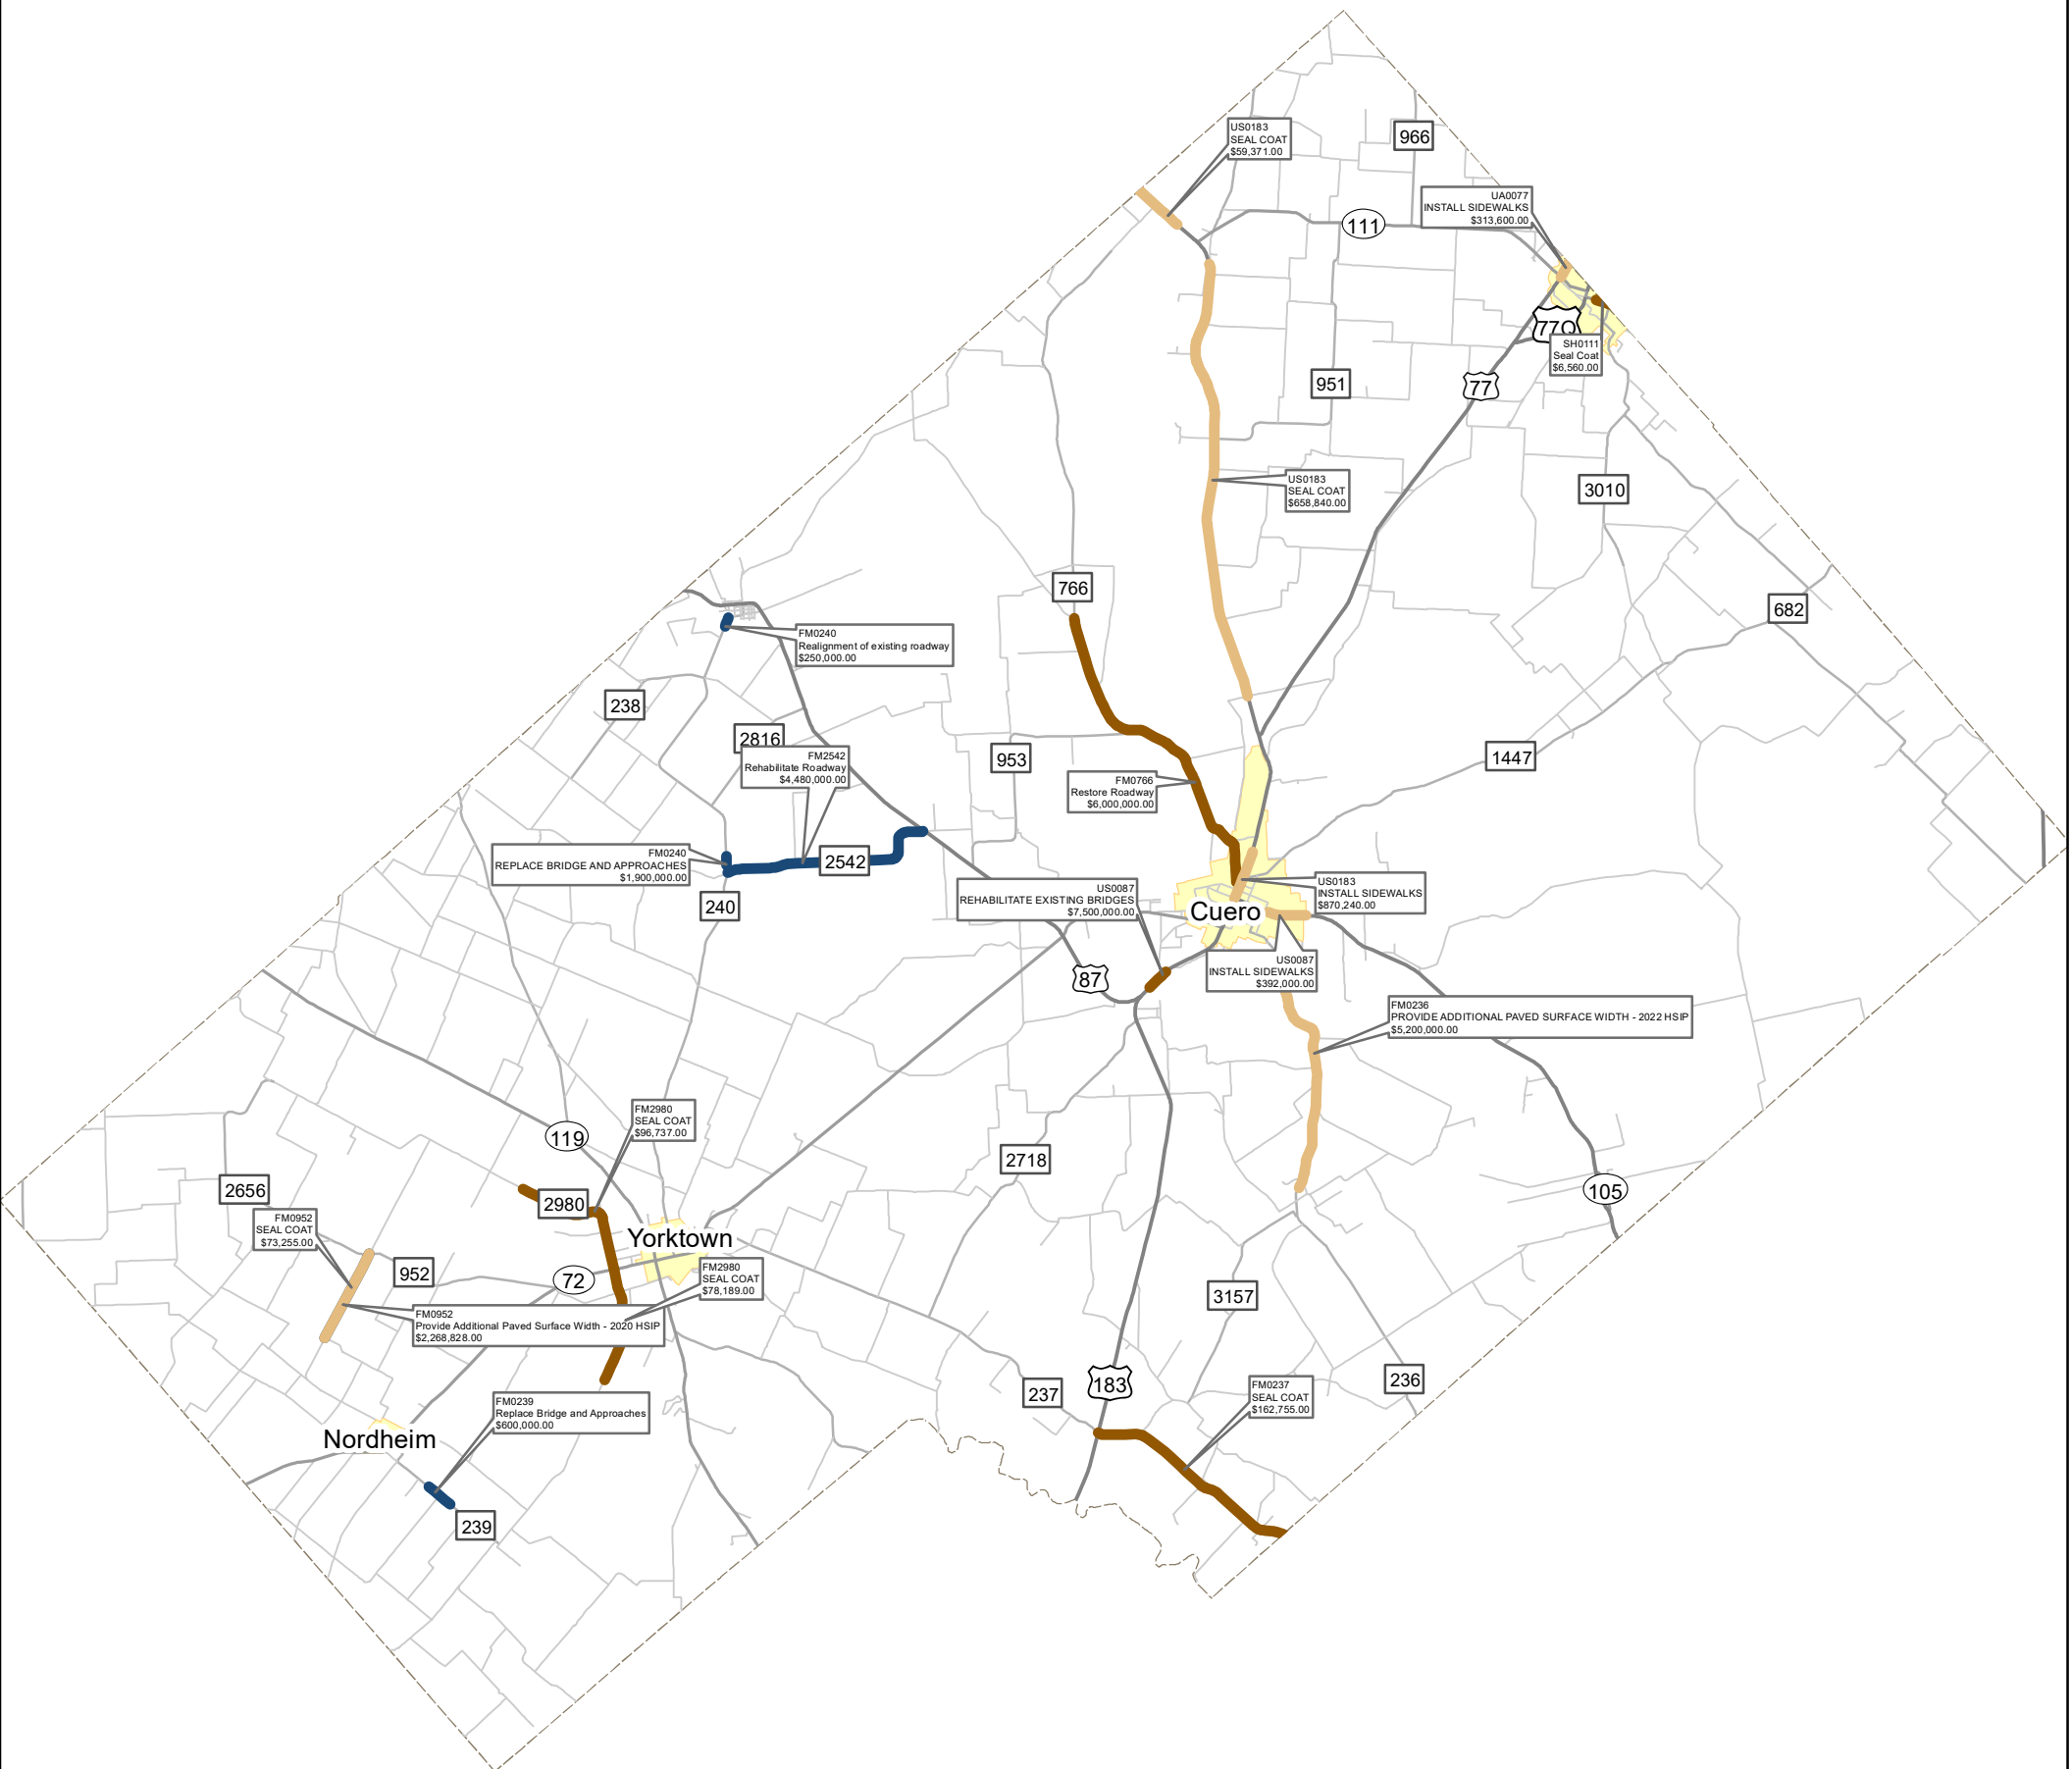 US0183
SEAL COAT
$59,371.00
966
UA0077
INSTALL SIDEWALKS
$313,600.00
111
77Q
SH0111
Seal Coat
$6,560.00
951
77
US0183
SEAL COAT
$658,840.00
3010
766
682
FM0240
Realignment of existing roadway
$250,000.00
238
2816
FM2542
Rehabilitate Roadway
$4,480,000.00
953
1447
FM0766
Restore Roadway
$6,000,000.00
FM0240
REPLACE BRIDGE AND APPROACHES
$1,900,000.00
2542
240
US0087
REHABILITATE EXISTING BRIDGES
$7,500,000.00
US0183
INSTALL SIDEWALKS
$870,240.00
Cuero
87
US0087
INSTALL SIDEWALKS
$392,000.00
FM0236
PROVIDE ADDITIONAL PAVED SURFACE WIDTH - 2022 HSIP
$5,200,000.00
FM2980
SEAL COAT
$96,737.00
119
2718
2656
2980
105
FM0952
SEAL COAT
$73,255.00
Yorktown
952
72
FM2980
SEAL COAT
$78,189.00
3157
FM0952
Provide Additional Paved Surface Width - 2020 HSIP
$2,268,828.00
237
183
236
FM0237
SEAL COAT
$162,755.00
FM0239
Replace Bridge and Approaches
$600,000.00
Nordheim
239